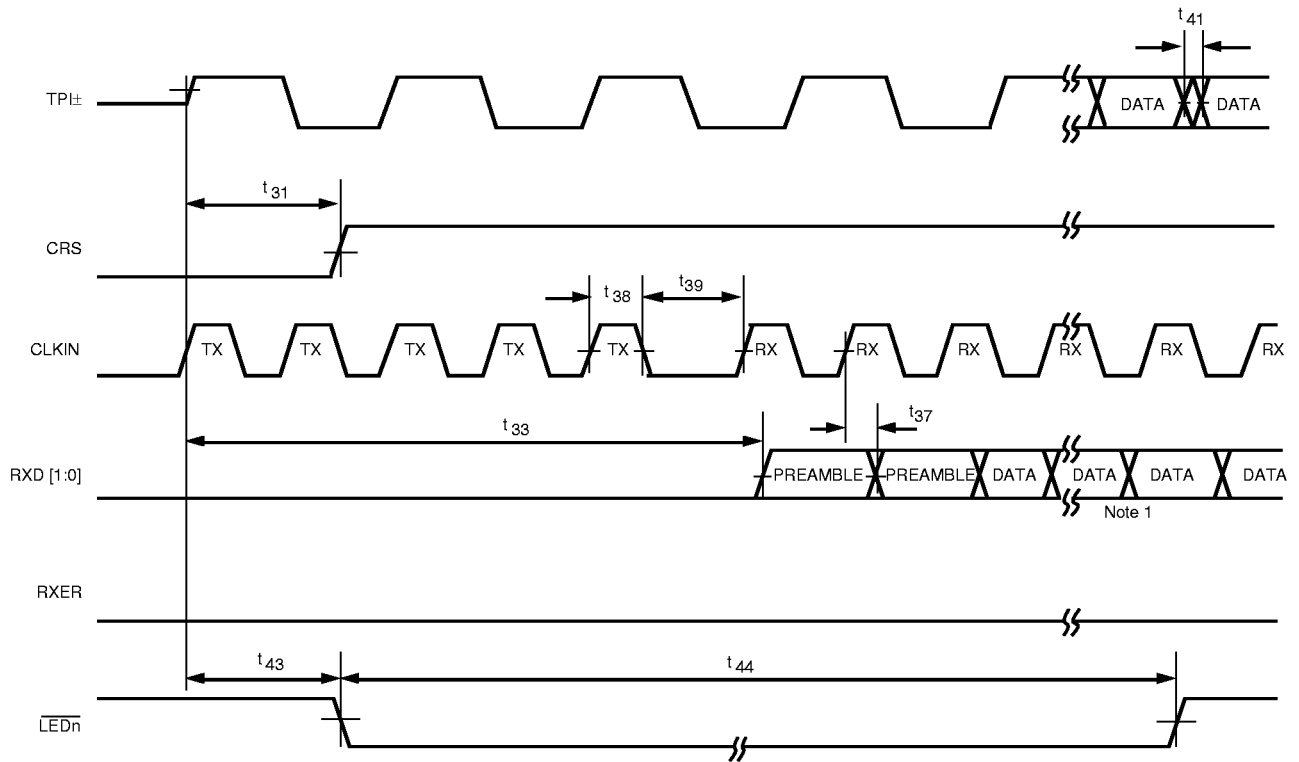 t41
TPI± DATA DATA
t31
CRS
t38 t39
CLKIN TX TX TX TX TX RX RX RX RX RX RX
t33 t37
RXD [1:0] PREAMBLE PREAMBLE DATA DATA DATA DATA
Note 1
RXER
t43 t44
LEDn